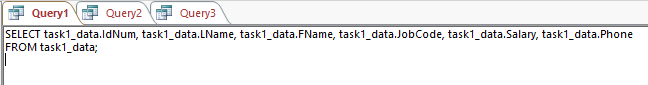 Query1 Query2 Query3
SELECT task1_data.IdNum, task1_data.LName, task1_data.FName, task1_data.JobCode, task1_data.Salary, task1_data.Phone
FROM task1_data;